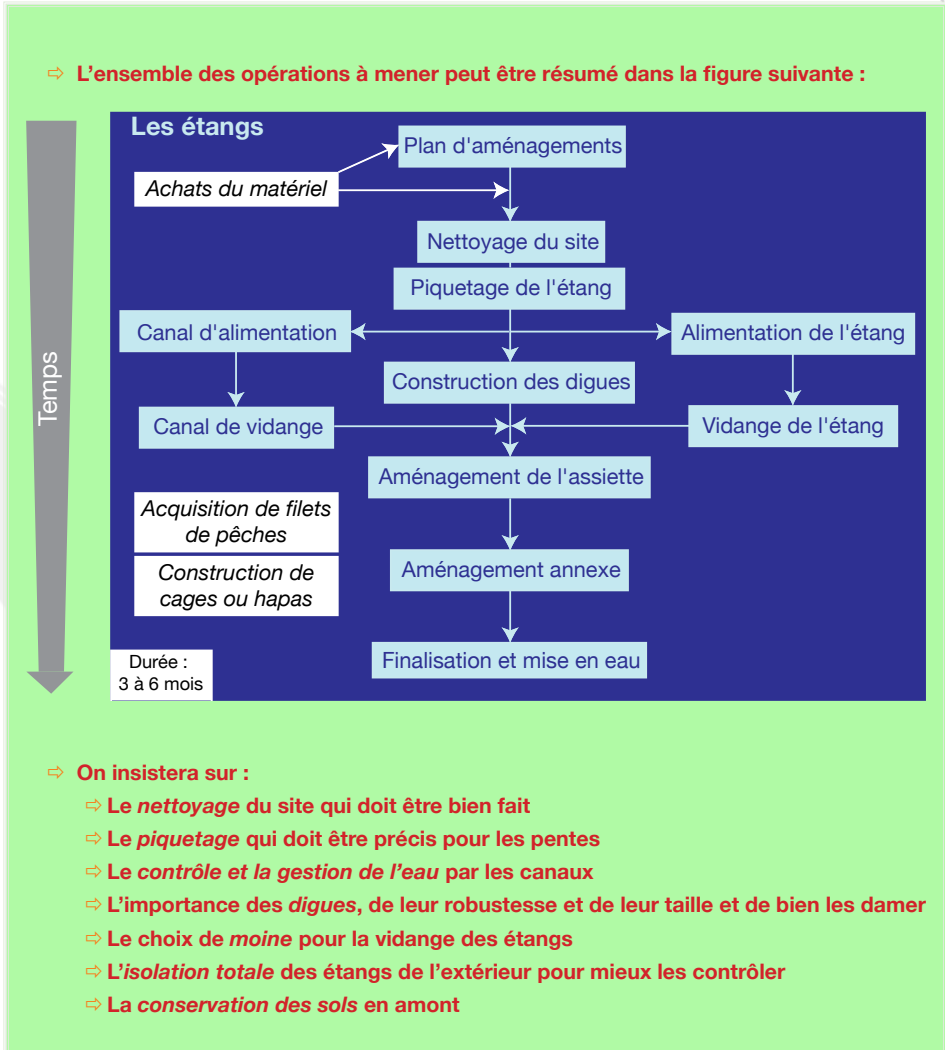 ⇨ L'ensemble des opérations à mener peut être résumé dans la figure suivante :
Temps
Les étangs
Plan d'aménagements
Achats du matériel
Nettoyage du site
Piquetage de l'étang
Canal d'alimentation
Alimentation de l'étang
Construction des digues
Canal de vidange
Vidange de l'étang
Aménagement de l'assiette
Acquisition de filets
de pêches
Aménagement annexe
Construction de
cages ou hapas
Finalisation et mise en eau
Durée :
3 à 6 mois
⇨ On insistera sur :
⇨ Le nettoyage du site qui doit être bien fait
⇨ Le piquetage qui doit être précis pour les pentes
⇨ Le contrôle et la gestion de l'eau par les canaux
⇨ L'importance des digues, de leur robustesse et de leur taille et de bien les damer
⇨ Le choix de moine pour la vidange des étangs
⇨ L'isolation totale des étangs de l'extérieur pour mieux les contrôler
⇨ La conservation des sols en amont